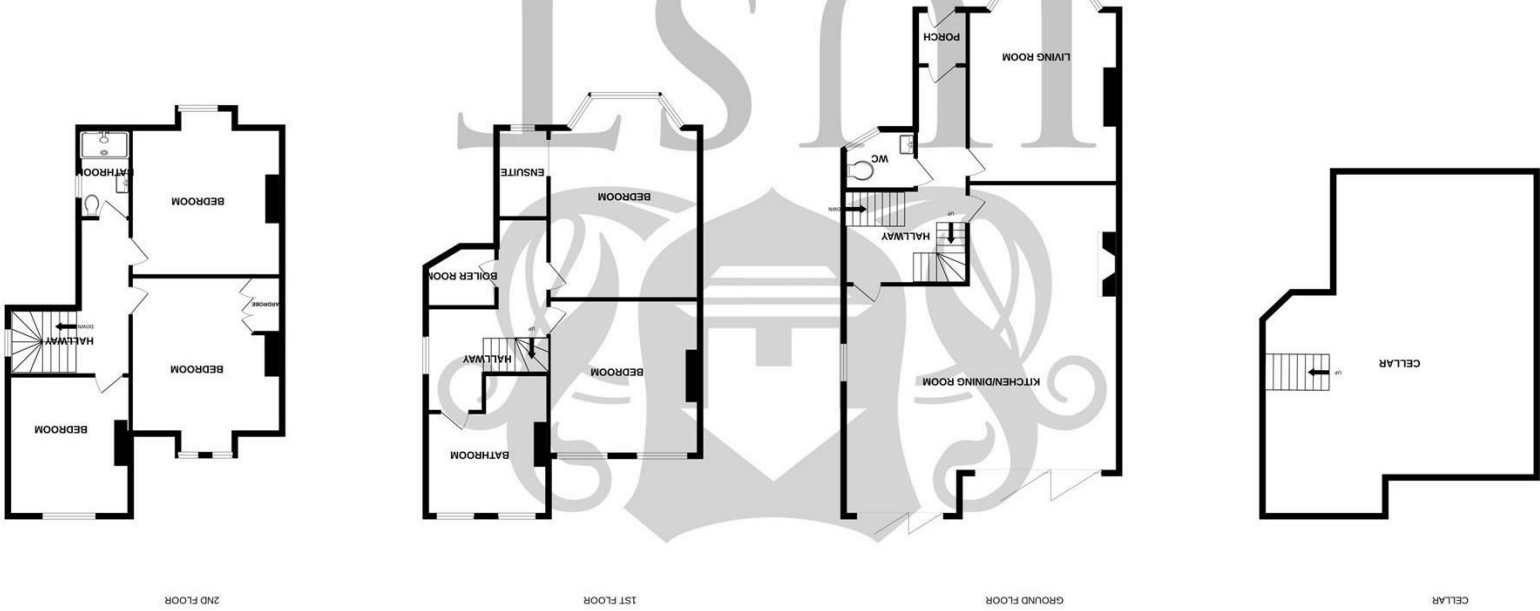 CELLAR
UP
CELLAR
GROUND FLOOR
KITCHEN/DINING ROOM
HALLWAY
UP
DOWN
WC
LIVING ROOM
PORCH
1ST FLOOR
BATHROOM
BEDROOM
HALLWAY
UP
BOILER ROOM
BEDROOM
ENSUITE
2ND FLOOR
BEDROOM
BEDROOM
HALLWAY
DOWN
ARDROBE
BEDROOM
BATHROOM